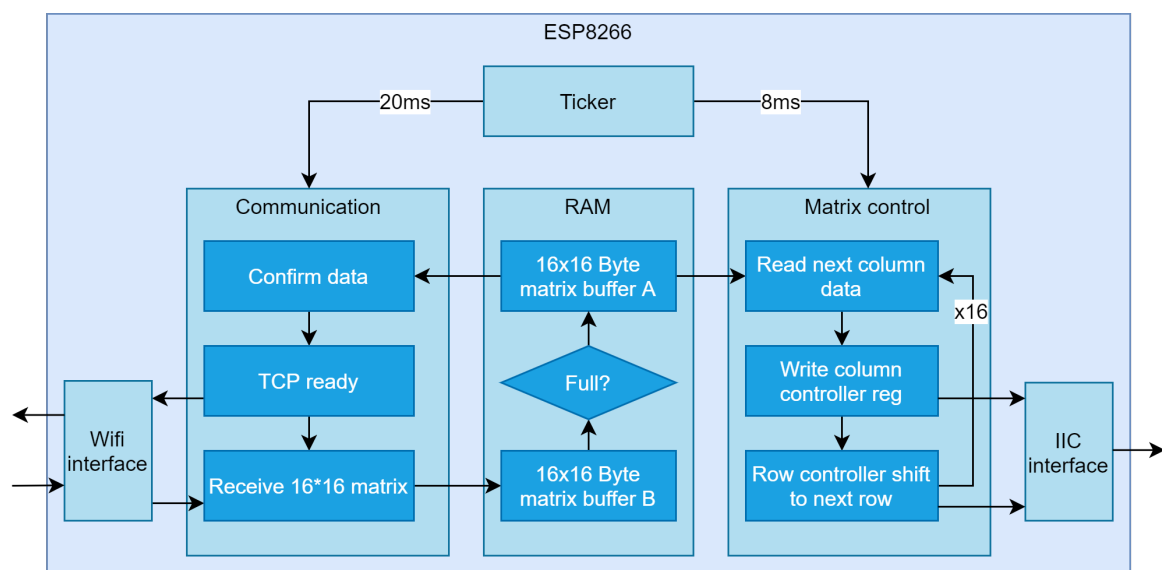 ESP8266
Ticker
20ms
8ms
Communication
RAM
Matrix control
Confirm data
16x16 Byte
matrix buffer A
Read next column
data
x16
TCP ready
Full?
Write column
controller reg
Wifi
interface
IIC
interface
Receive 16*16 matrix
16x16 Byte
matrix buffer B
Row controller shift
to next row